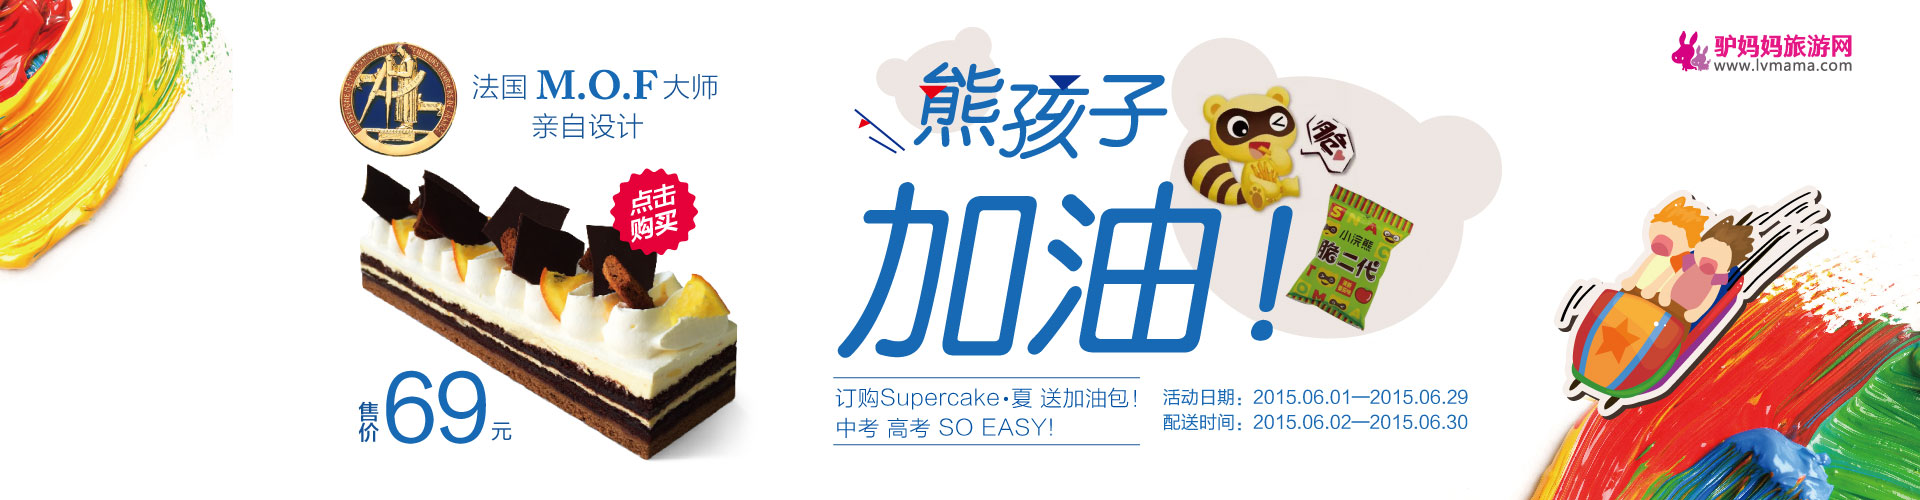 法国 M.O.F 大师
亲自设计
点击
购买
售价69元
熊孩子
加油!
脆
SNA
小浣熊
脆二代
订购Supercake·夏 送加油包!
中考 高考 SO EASY!
活动日期: 2015.06.01—2015.06.29
配送时间: 2015.06.02—2015.06.30
驴妈妈旅游网
www.lvmama.com